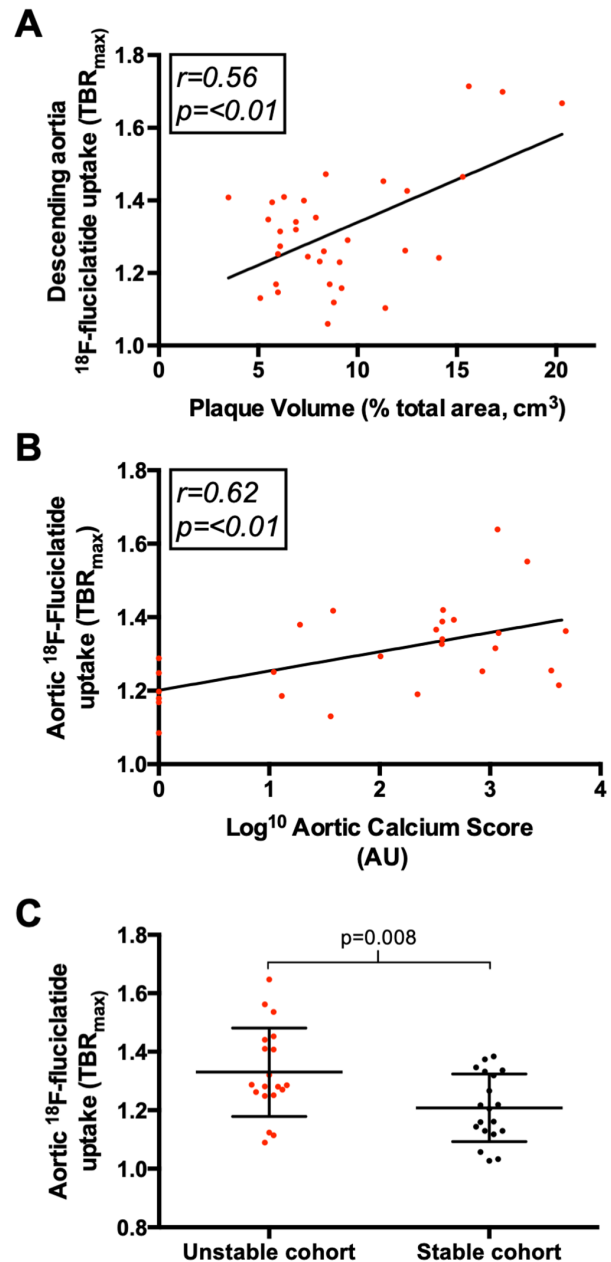 A
r=0.56
p=<0.01
Descending aortia
¹⁸F-fluciclatide uptake (TBRmax)
1.8
1.6
1.4
1.2
1.0
0
5
10
15
20
Plaque Volume (% total area, cm³)
B
r=0.62
p=<0.01
Aortic ¹⁸F-Fluciclatide
uptake (TBRmax)
1.8
1.6
1.4
1.2
1.0
0
1
2
3
4
Log¹⁰ Aortic Calcium Score
(AU)
C
p=0.008
Aortic ¹⁸F-fluciclatide
uptake (TBRmax)
1.8
1.6
1.4
1.2
1.0
0.8
Unstable cohort
Stable cohort